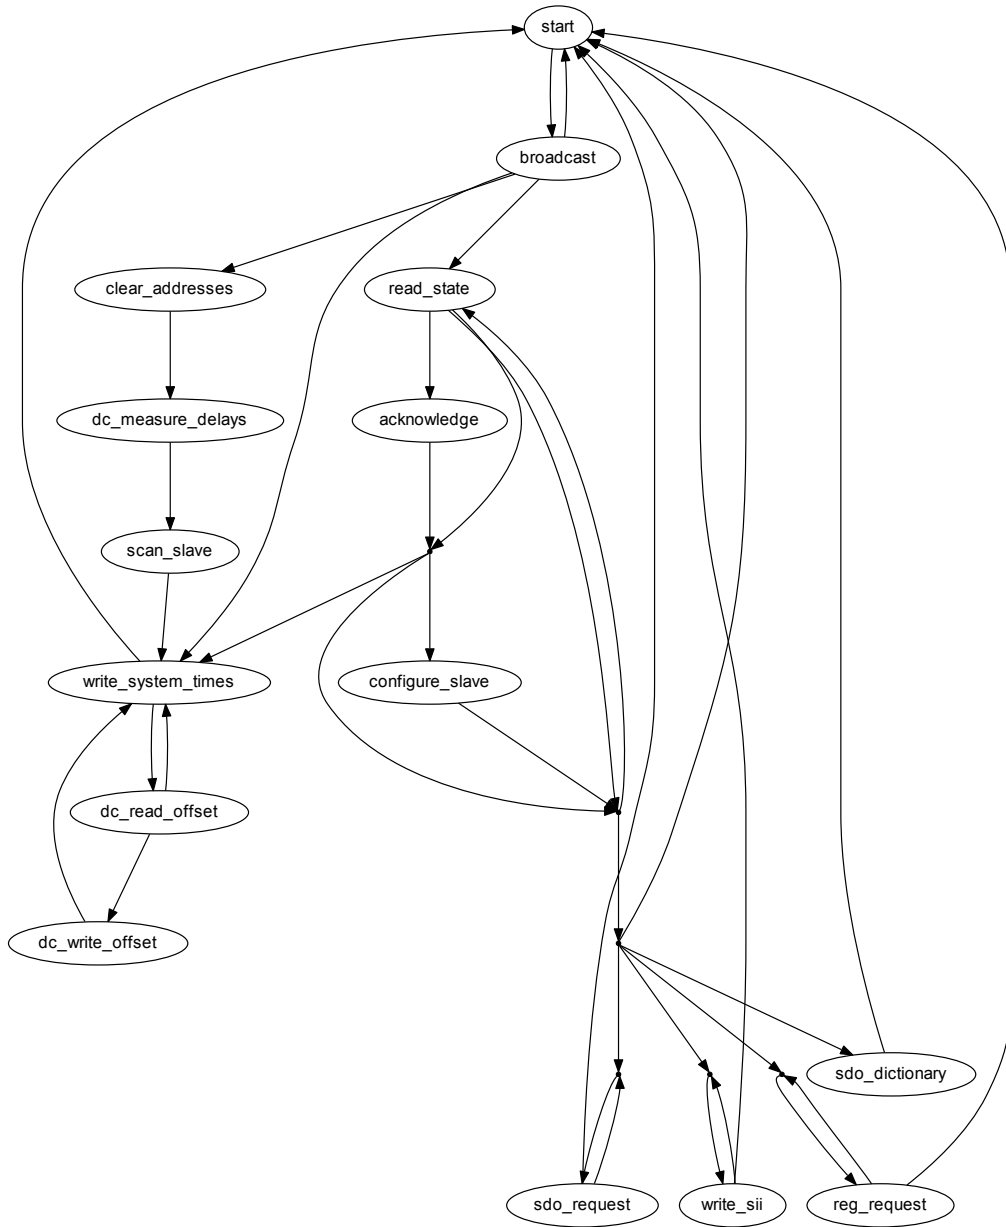 start
broadcast
clear_addresses
read_state
dc_measure_delays
acknowledge
scan_slave
write_system_times
configure_slave
dc_read_offset
dc_write_offset
sdo_dictionary
sdo_request
write_sii
reg_request